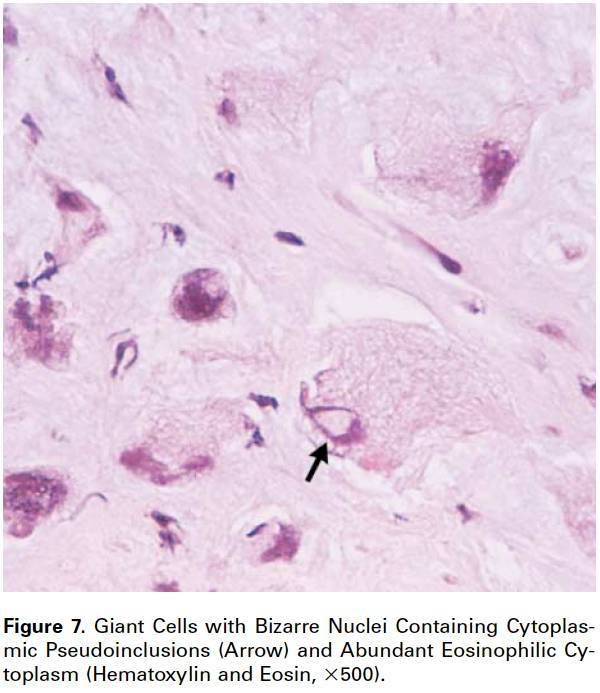 Figure 7. Giant Cells with Bizarre Nuclei Containing Cytoplas-
mic Pseudoinclusions (Arrow) and Abundant Eosinophilic Cy-
toplasm (Hematoxylin and Eosin, ×500).